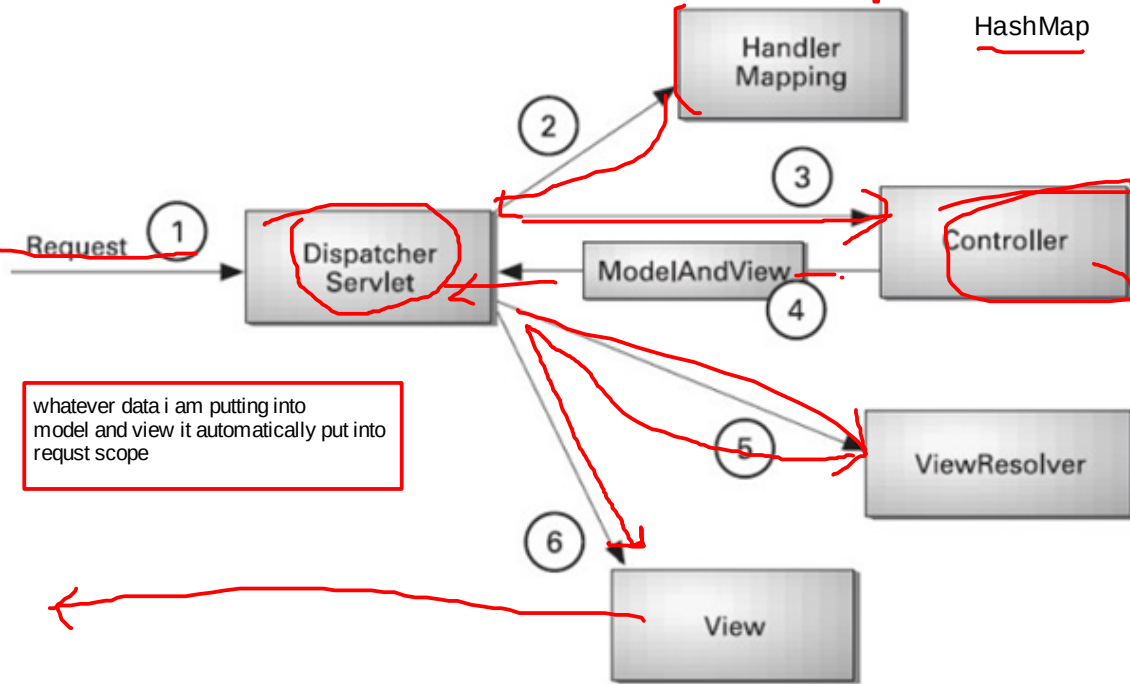 HashMap
Handler
Mapping
2
3
Request
1
Dispatcher
Servlet
Controller
ModelAndView
4
whatever data i am putting into
model and view it automatically put into
requst scope
5
ViewResolver
6
View